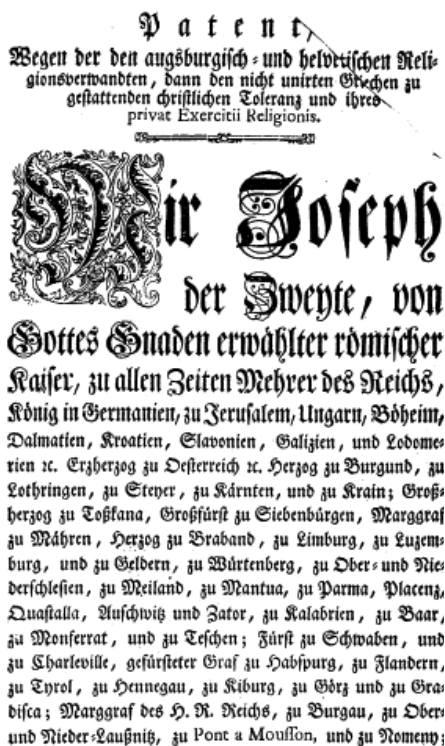 Patent,
Wegen der den augsburgisch- und helvetischen Reli-
gionsverwandten, dann den nicht unirten Griechen zu
gestattenden christlichen Toleranz und ihres
privat Exercitii Religionis.
Wir Joseph
der Zweyte, von
Gottes Gnaden erwählter römischer
Kaiser, zu allen Zeiten Mehrer des Reichs,
König in Germanien, zu Jerusalem, Ungarn, Böheim,
Dalmatien, Kroatien, Slavonien, Galizien, und Lodome-
rien ꝛc. Erzherzog zu Oesterreich ꝛc. Herzog zu Burgund, zu
Lothringen, zu Steyer, zu Kärnten, und zu Krain; Groß-
herzog zu Toßkana, Großfürst zu Siebenbürgen, Marggraf
zu Mähren, Herzog zu Braband, zu Limburg, zu Luzem-
burg, und zu Geldern, zu Würtenberg, zu Ober- und Nie-
derschlesien, zu Meiland, zu Mantua, zu Parma, Placenz,
Quastalla, Auschwitz und Zator, zu Kalabrien, zu Baar,
zu Monferrat, und zu Teschen; Fürst zu Schwaben, und
zu Charleville, gefürsteter Graf zu Habspurg, zu Flandern,
zu Tyrol, zu Hennegau, zu Kiburg, zu Görz und zu Gra-
disca; Marggraf des H. R. Reichs, zu Burgau, zu Ober-
und Nieder-Laußnitz, zu Pont a Mousson, und zu Nomeny;